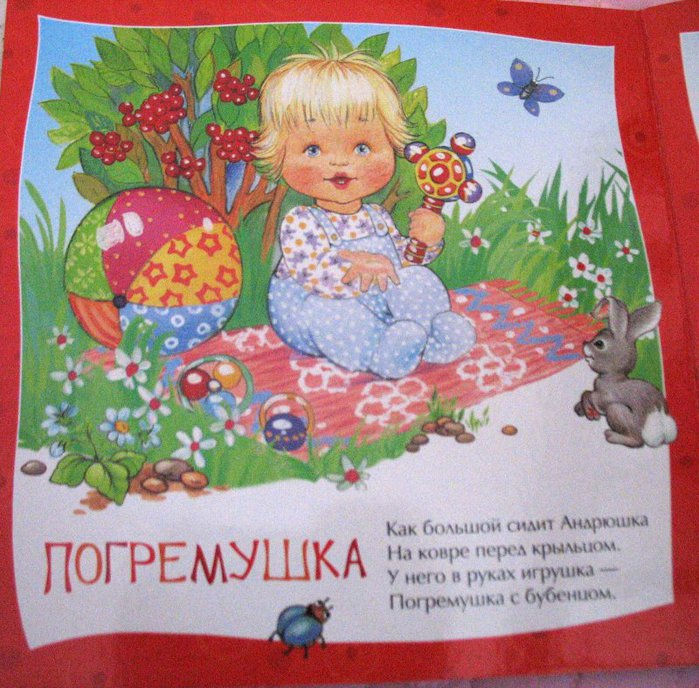 ПОГРЕМУШКА
Как большой сидит Андрюшка
На ковре перед крыльцом.
У него в руках игрушка —
Погремушка с бубенцом.